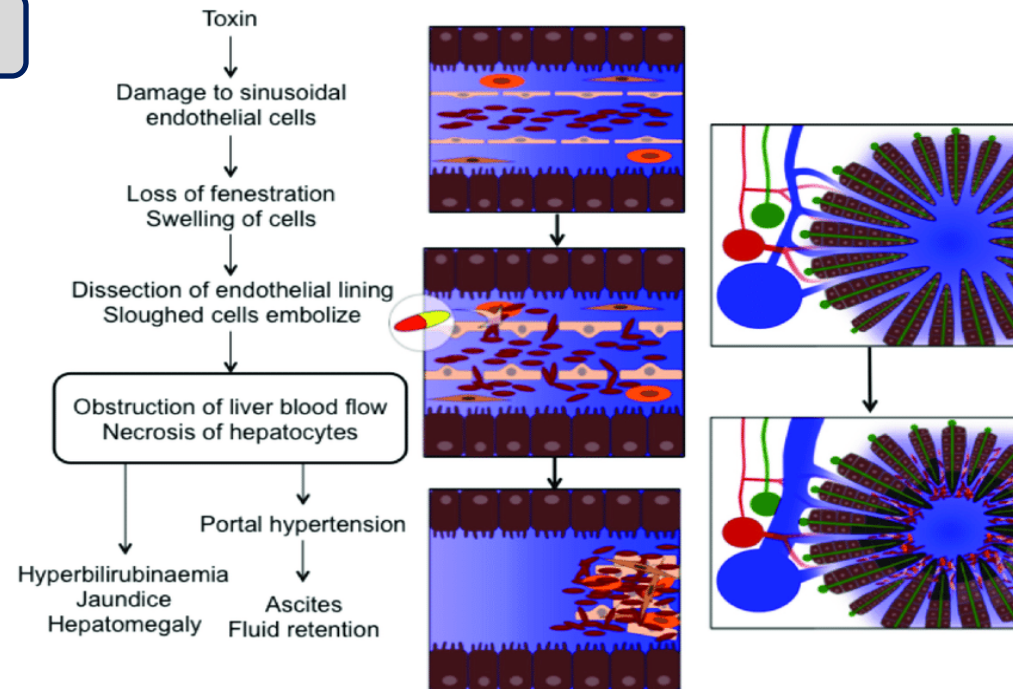 Toxin
Damage to sinusoidal
endothelial cells
Loss of fenestration
Swelling of cells
Dissection of endothelial lining
Sloughed cells embolize
Obstruction of liver blood flow
Necrosis of hepatocytes
Portal hypertension
Hyperbilirubinaemia
Jaundice
Hepatomegaly
Ascites
Fluid retention